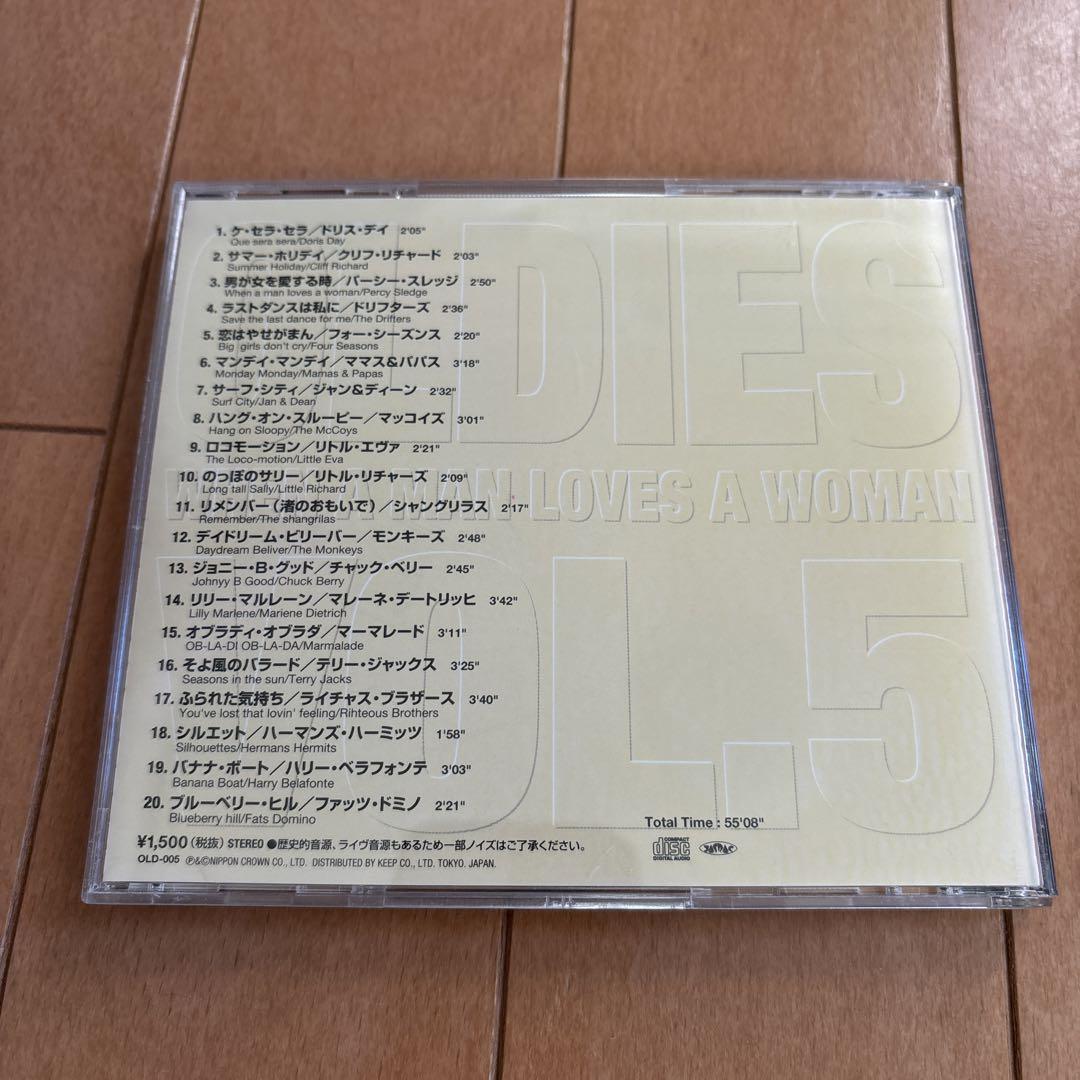 OLDIES
WHEN A MAN LOVES A WOMAN
VOL.5
1. ケ・セラ・セラ／ドリス・デイ 2'05"
Que sera sera/Doris Day
2. サマー・ホリデイ／クリフ・リチャード 2'03"
Summer Holiday/Cliff Richard
3. 男が女を愛する時／パーシー・スレッジ 2'50"
When a man loves a woman/Percy Sledge
4. ラストダンスは私に／ドリフターズ 2'36"
Save the last dance for me/The Drifters
5. 恋はやせがまん／フォー・シーズンス 2'20"
Big girls don't cry/Four Seasons
6. マンデイ・マンデイ／ママス&パパス 3'18"
Monday Monday/Mamas & Papas
7. サーフ・シティ／ジャン&ディーン 2'32"
Surf City/Jan & Dean
8. ハング・オン・スルーピー／マッコイズ 3'01"
Hang on Sloopy/The McCoys
9. ロコモーション／リトル・エヴァ 2'21"
The Loco-motion/Little Eva
10. のっぽのサリー／リトル・リチャーズ 2'09"
Long tall Sally/Little Richard
11. リメンバー（渚のおもいで）／シャングリラス 2'17"
Remember/The shangrilas
12. デイドリーム・ビリーバー／モンキーズ 2'48"
Daydream Beliver/The Monkeys
13. ジョニー・B・グッド／チャック・ベリー 2'45"
Johnyy B Good/Chuck Berry
14. リリー・マルレーン／マレーネ・デートリッヒ 3'42"
Lilly Marlene/Mariene Dietrich
15. オブラディ・オブラダ／マーマレード 3'11"
OB-LA-DI OB-LA-DA/Marmalade
16. そよ風のバラード／テリー・ジャックス 3'25"
Seasons in the sun/Terry Jacks
17. ふられた気持ち／ライチャス・ブラザース 3'40"
You've lost that lovin' feeling/Rihteous Brothers
18. シルエット／ハーマンズ・ハーミッツ 1'58"
Silhouettes/Hermans Hermits
19. バナナ・ボート／ハリー・ベラフォンテ 3'03"
Banana Boat/Harry Belafonte
20. ブルーベリー・ヒル／ファッツ・ドミノ 2'21"
Blueberry hill/Fats Domino
Total Time : 55'08"
¥1,500(税抜) STEREO ●歴史的音源、ライヴ音源もあるため一部ノイズはご了承ください。
OLD-005 ℗&©NIPPON CROWN CO., LTD. DISTRIBUTED BY KEEP CO., LTD. TOKYO. JAPAN.
COMPACT
disc
DIGITAL AUDIO